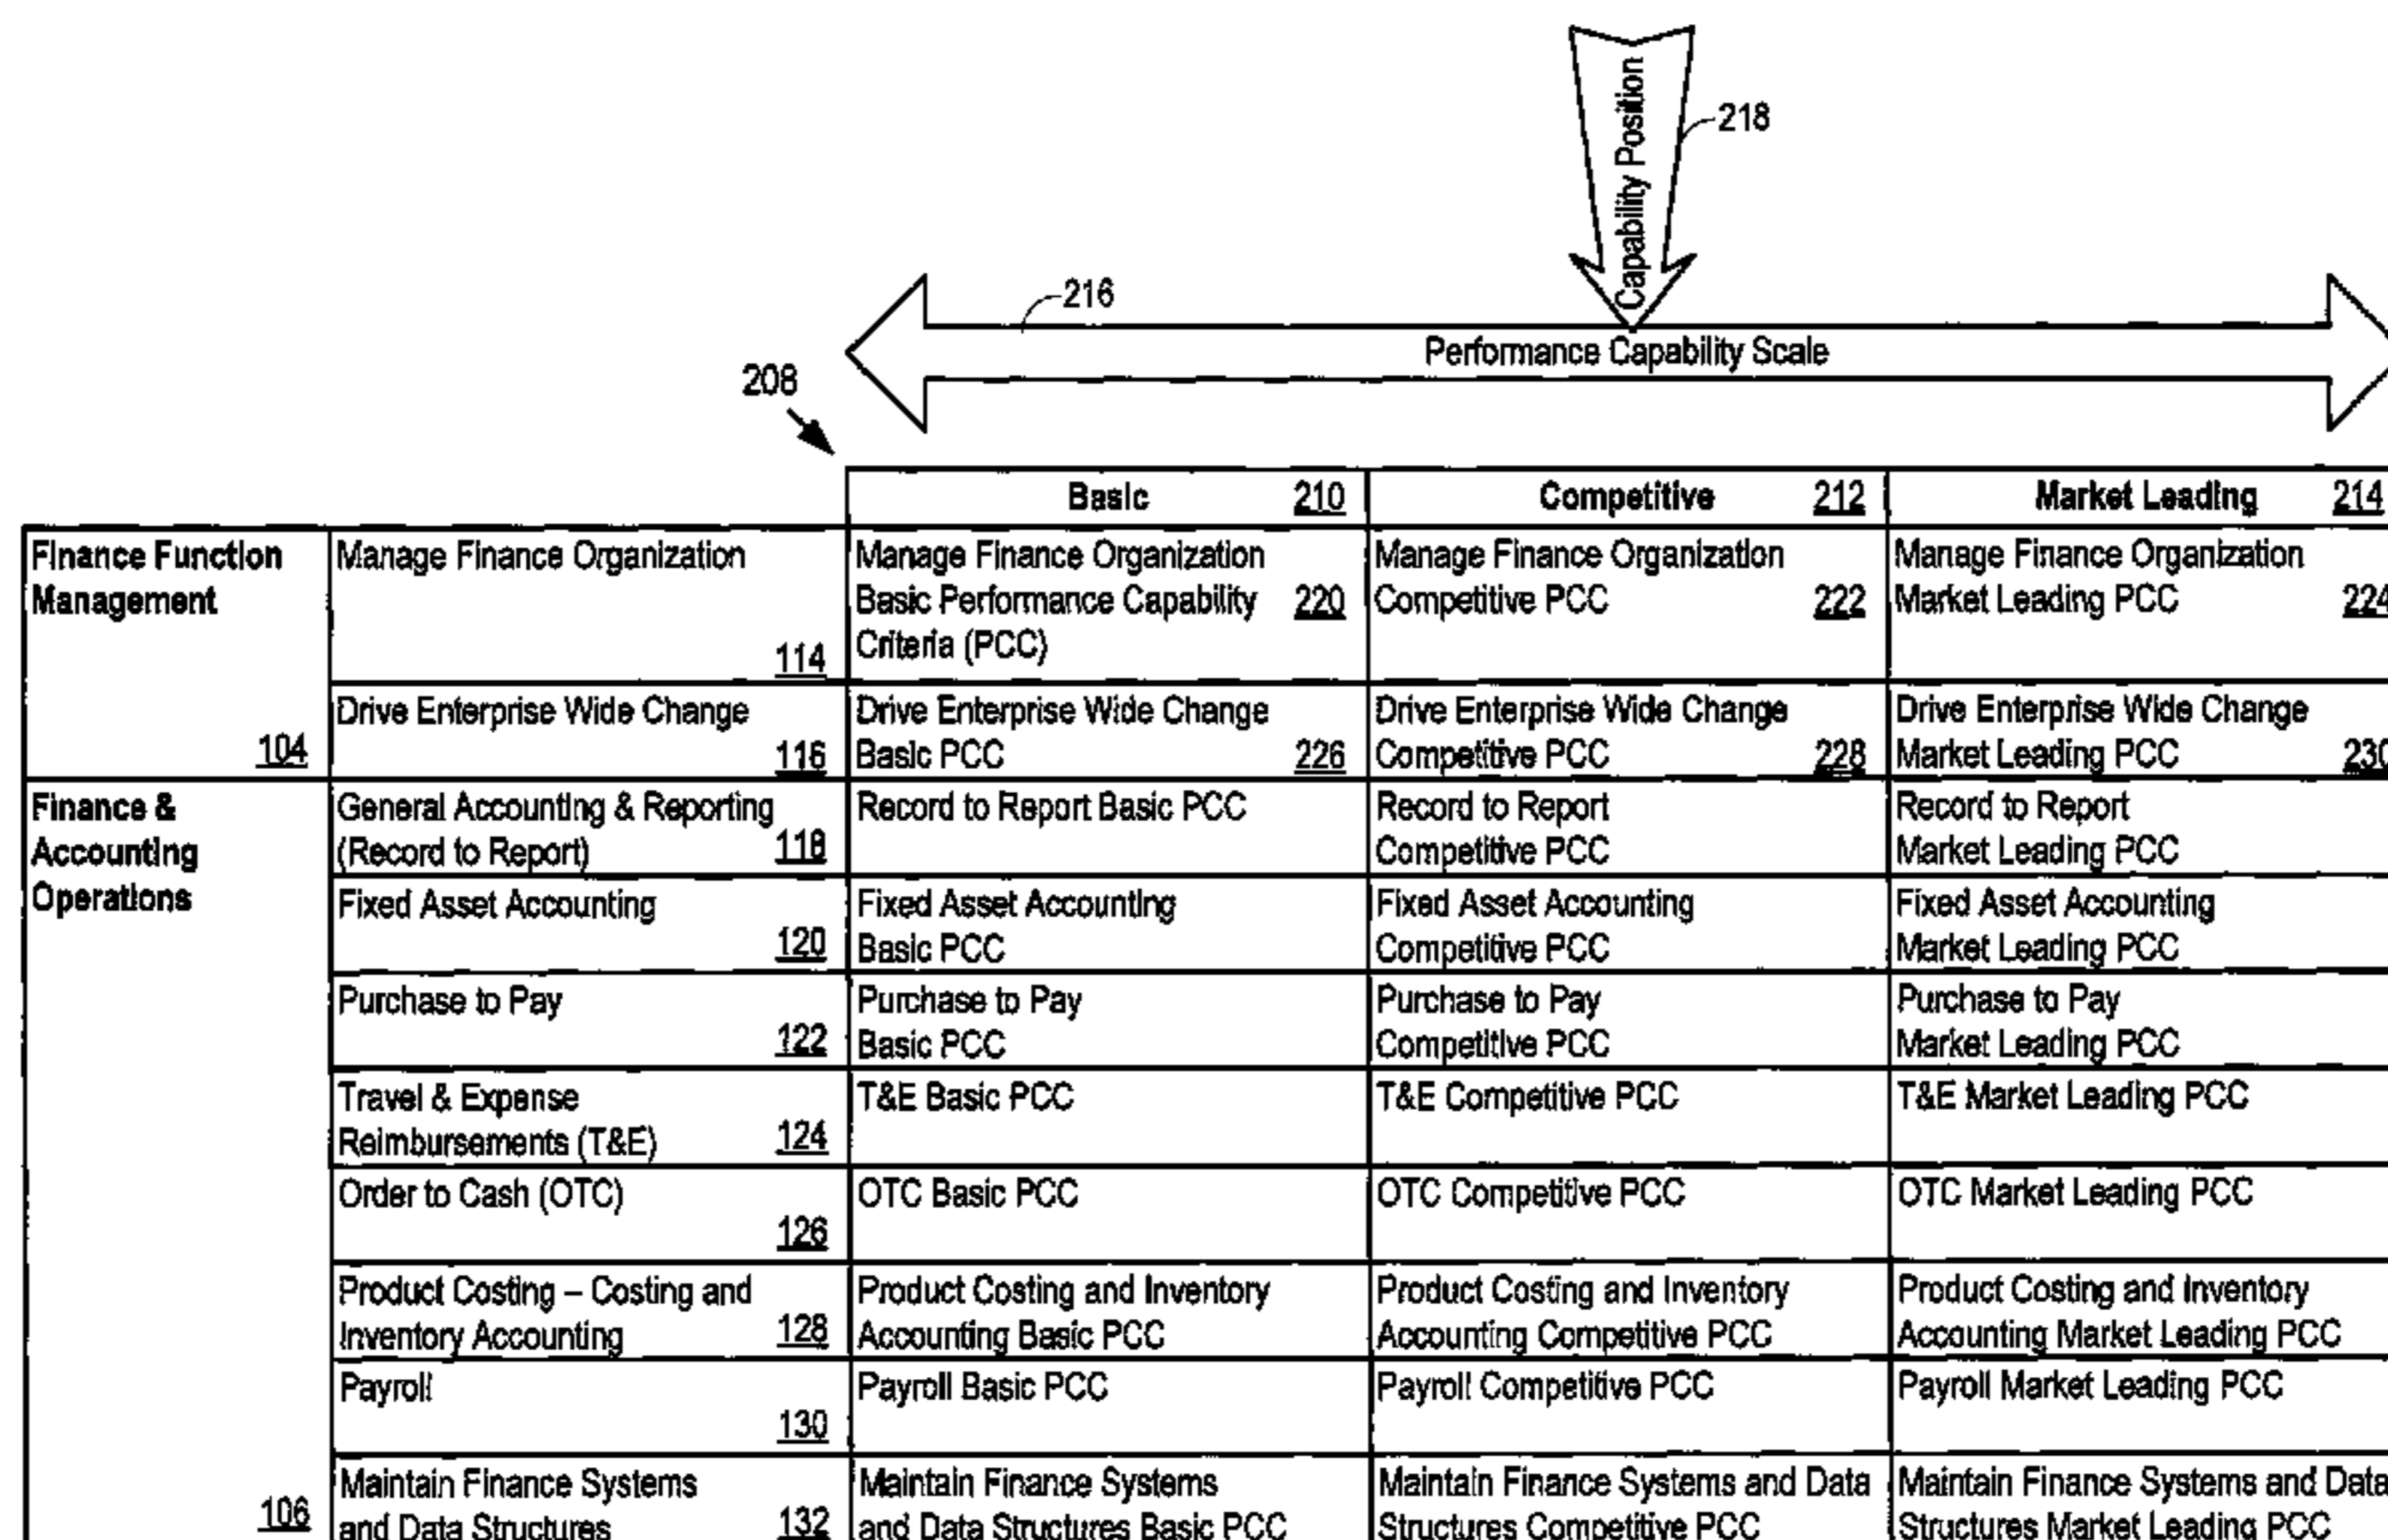 Capability Position
218
216
Performance Capability Scale
208
Basic 210 Competitive 212 Market Leading 214
Finance Function
Management
104
Manage Finance Organization
114
Manage Finance Organization
Basic Performance Capability 220
Criteria (PCC)
Manage Finance Organization
Competitive PCC 222
Manage Finance Organization
Market Leading PCC 224
Drive Enterprise Wide Change
116
Drive Enterprise Wide Change
Basic PCC 226
Drive Enterprise Wide Change
Competitive PCC 228
Drive Enterprise Wide Change
Market Leading PCC 230
Finance &
Accounting
Operations
106
General Accounting & Reporting
(Record to Report) 118
Record to Report Basic PCC
Record to Report
Competitive PCC
Record to Report
Market Leading PCC
Fixed Asset Accounting
120
Fixed Asset Accounting
Basic PCC
Fixed Asset Accounting
Competitive PCC
Fixed Asset Accounting
Market Leading PCC
Purchase to Pay
122
Purchase to Pay
Basic PCC
Purchase to Pay
Competitive PCC
Purchase to Pay
Market Leading PCC
Travel & Expense
Reimbursements (T&E) 124
T&E Basic PCC
T&E Competitive PCC
T&E Market Leading PCC
Order to Cash (OTC)
126
OTC Basic PCC
OTC Competitive PCC
OTC Market Leading PCC
Product Costing – Costing and
Inventory Accounting 128
Product Costing and Inventory
Accounting Basic PCC
Product Costing and Inventory
Accounting Competitive PCC
Product Costing and Inventory
Accounting Market Leading PCC
Payroll
130
Payroll Basic PCC
Payroll Competitive PCC
Payroll Market Leading PCC
Maintain Finance Systems
and Data Structures 132
Maintain Finance Systems
and Data Structures Basic PCC
Maintain Finance Systems and Data
Structures Competitive PCC
Maintain Finance Systems and Data
Structures Market Leading PCC